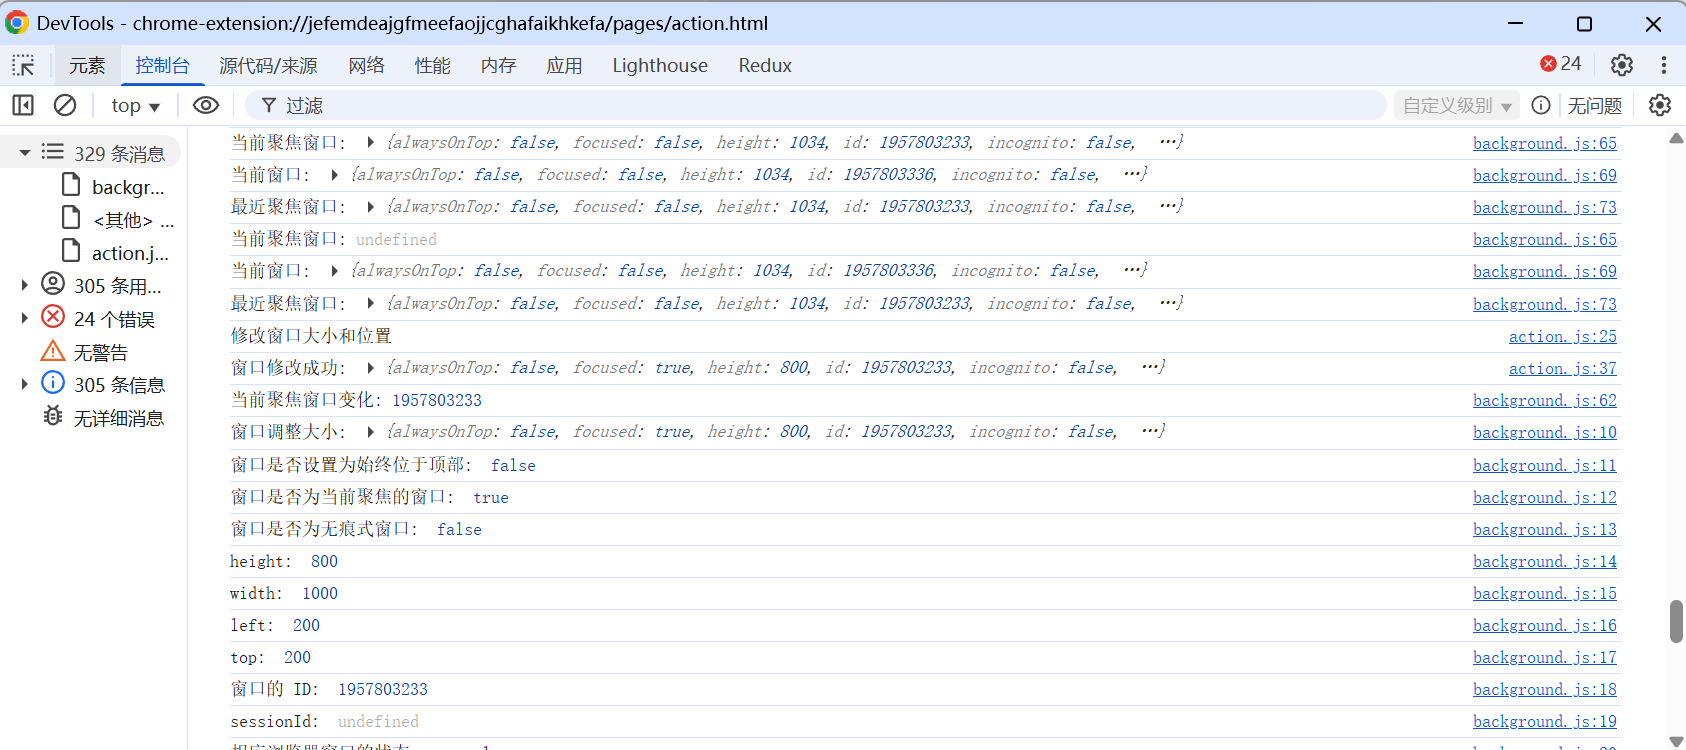 DevTools - chrome-extension://jefemdeajgfmeefaojjcghafaikhkefa/pages/action.html
元素 控制台 源代码/来源 网络 性能 内存 应用 Lighthouse Redux 24
top 过滤 自定义级别 无问题
329 条消息
backgr...
<其他> ...
action.j...
305 条用...
24 个错误
无警告
305 条信息
无详细消息
当前聚焦窗口: {alwaysOnTop: false, focused: false, height: 1034, id: 1957803233, incognito: false, …} background.js:65
当前窗口: {alwaysOnTop: false, focused: false, height: 1034, id: 1957803336, incognito: false, …} background.js:69
最近聚焦窗口: {alwaysOnTop: false, focused: false, height: 1034, id: 1957803233, incognito: false, …} background.js:73
当前聚焦窗口: undefined background.js:65
当前窗口: {alwaysOnTop: false, focused: false, height: 1034, id: 1957803336, incognito: false, …} background.js:69
最近聚焦窗口: {alwaysOnTop: false, focused: false, height: 1034, id: 1957803233, incognito: false, …} background.js:73
修改窗口大小和位置 action.js:25
窗口修改成功: {alwaysOnTop: false, focused: true, height: 800, id: 1957803233, incognito: false, …} action.js:37
当前聚焦窗口变化: 1957803233 background.js:62
窗口调整大小: {alwaysOnTop: false, focused: true, height: 800, id: 1957803233, incognito: false, …} background.js:10
窗口是否设置为始终位于顶部: false background.js:11
窗口是否为当前聚焦的窗口: true background.js:12
窗口是否为无痕式窗口: false background.js:13
height: 800 background.js:14
width: 1000 background.js:15
left: 200 background.js:16
top: 200 background.js:17
窗口的 ID: 1957803233 background.js:18
sessionId: undefined background.js:19